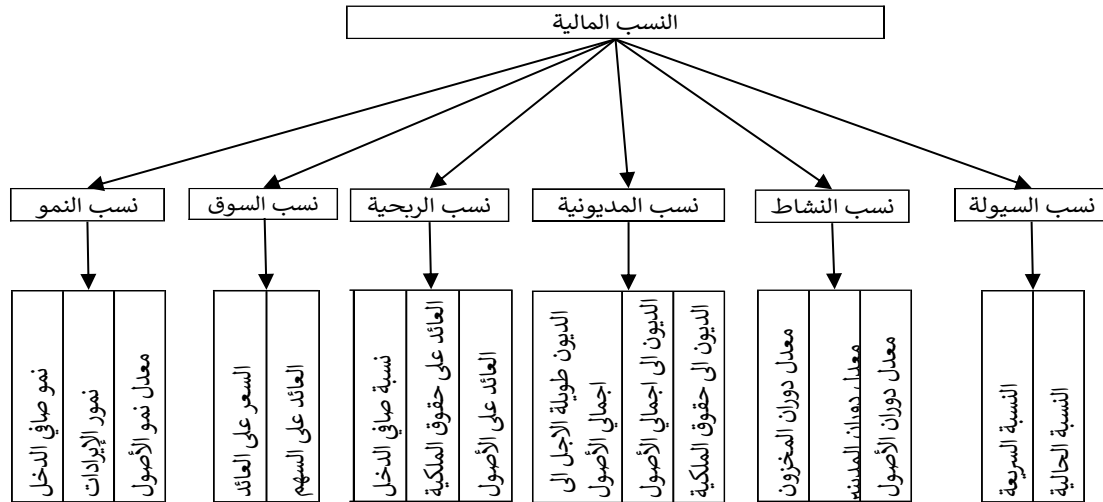 النسب المالية
نسب السيولة
نسب النشاط
نسب المديونية
نسب الربحية
نسب السوق
نسب النمو
النسبة الحالية
النسبة السريعة
معدل دوران الأصول
معدل دوران
معدل دوران المخزون
الديون الى حقوق الملكية
الديون الى اجمالي الأصول
الديون طويلة الاجل الى
اجمالي الأصول
العائد على الأصول
العائد على حقوق الملكية
نسبة صافي الدخل
العائد على السهم
السعر على العائد
معدل نمو الأصول
نمور الإيرادات
نمو صافي الدخل